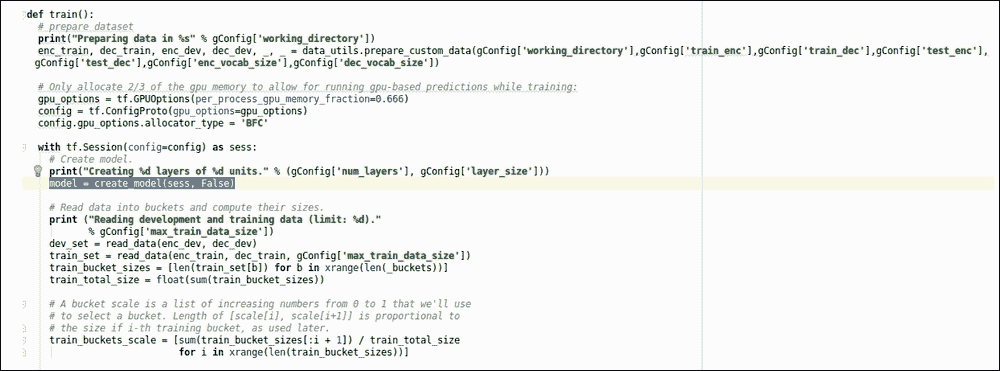 def train():
# prepare dataset
print("Preparing data in %s" % gConfig['working_directory'])
enc_train, dec_train, enc_dev, dec_dev, _, _ = data_utils.prepare_custom_data(gConfig['working_directory'],gConfig['train_enc'],gConfig['train_dec'],gConfig['test_enc'],
gConfig['test_dec'],gConfig['enc_vocab_size'],gConfig['dec_vocab_size'])
# Only allocate 2/3 of the gpu memory to allow for running gpu-based predictions while training:
gpu_options = tf.GPUOptions(per_process_gpu_memory_fraction=0.666)
config = tf.ConfigProto(gpu_options=gpu_options)
config.gpu_options.allocator_type = 'BFC'
with tf.Session(config=config) as sess:
# Create model.
print("Creating %d layers of %d units." % (gConfig['num_layers'], gConfig['layer_size']))
model = create_model(sess, False)
# Read data into buckets and compute their sizes.
print ("Reading development and training data (limit: %d)."
% gConfig['max_train_data_size'])
dev_set = read_data(enc_dev, dec_dev)
train_set = read_data(enc_train, dec_train, gConfig['max_train_data_size'])
train_bucket_sizes = [len(train_set[b]) for b in xrange(len(_buckets))]
train_total_size = float(sum(train_bucket_sizes))
# A bucket scale is a list of increasing numbers from 0 to 1 that we'll use
# to select a bucket. Length of [scale[i], scale[i+1]] is proportional to
# the size if i-th training bucket, as used later.
train_buckets_scale = [sum(train_bucket_sizes[:i + 1]) / train_total_size
for i in xrange(len(train_bucket_sizes))]